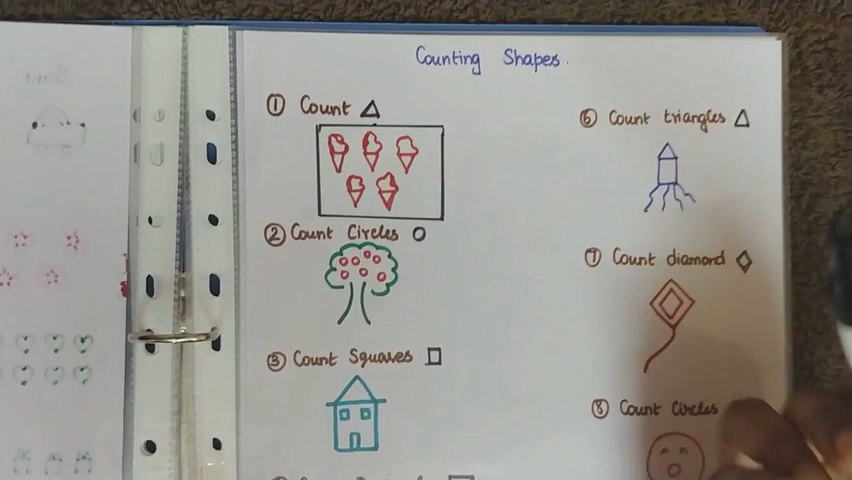 Counting Shapes.
① Count
② Count Circles
③ Count Squares
⑥ Count triangles
⑦ Count diamond
⑧ Count Circles